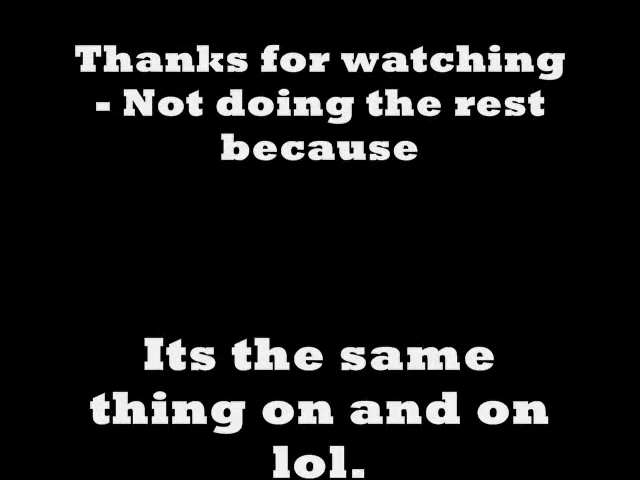 Thanks for watching
- Not doing the rest
because
Its the same
thing on and on
lol.